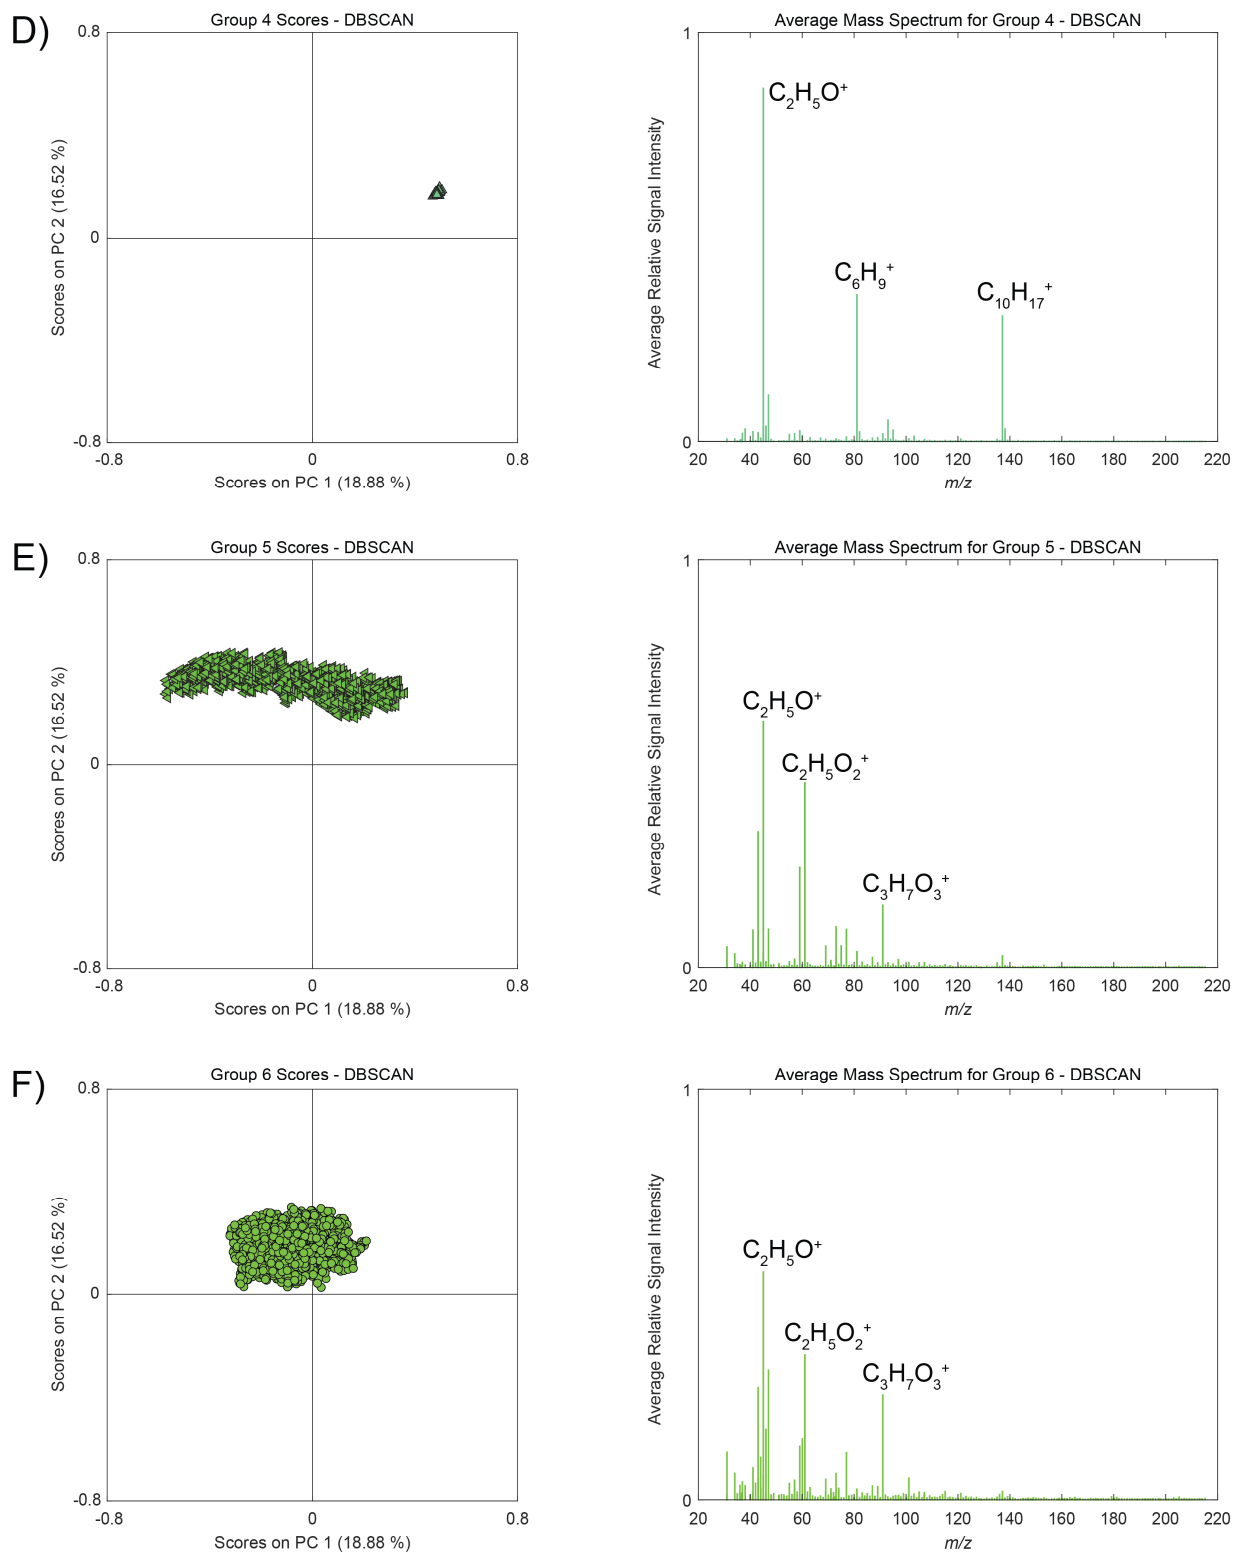 D)
Group 4 Scores - DBSCAN
0.8
0
-0.8
-0.8 0 0.8
Scores on PC 2 (16.52 %)
Scores on PC 1 (18.88 %)
Average Mass Spectrum for Group 4 - DBSCAN
1
0
C₂H₅O⁺
C₆H₉⁺
C₁₀H₁₇⁺
Average Relative Signal Intensity
20 40 60 80 100 120 140 160 180 200 220
m/z
E)
Group 5 Scores - DBSCAN
0.8
0
-0.8
-0.8 0 0.8
Scores on PC 2 (16.52 %)
Scores on PC 1 (18.88 %)
Average Mass Spectrum for Group 5 - DBSCAN
1
0
C₂H₅O⁺
C₂H₅O₂⁺
C₃H₇O₃⁺
Average Relative Signal Intensity
20 40 60 80 100 120 140 160 180 200 220
m/z
F)
Group 6 Scores - DBSCAN
0.8
0
-0.8
-0.8 0 0.8
Scores on PC 2 (16.52 %)
Scores on PC 1 (18.88 %)
Average Mass Spectrum for Group 6 - DBSCAN
1
0
C₂H₅O⁺
C₂H₅O₂⁺
C₃H₇O₃⁺
Average Relative Signal Intensity
20 40 60 80 100 120 140 160 180 200 220
m/z